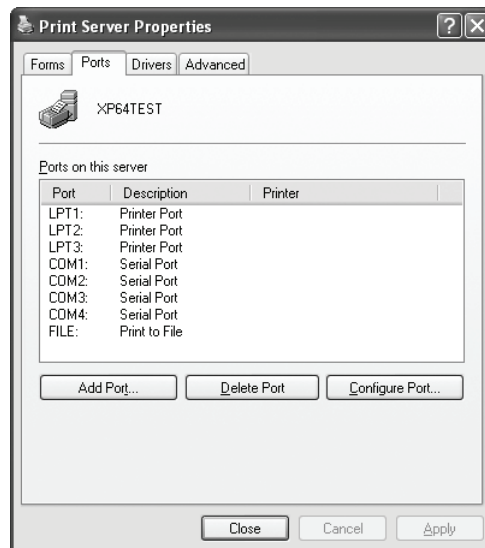 Print Server Properties
Forms Ports Drivers Advanced
XP64TEST
Ports on this server
Port Description Printer
LPT1: Printer Port
LPT2: Printer Port
LPT3: Printer Port
COM1: Serial Port
COM2: Serial Port
COM3: Serial Port
COM4: Serial Port
FILE: Print to File
Add Port... Delete Port Configure Port...
Close Cancel Apply